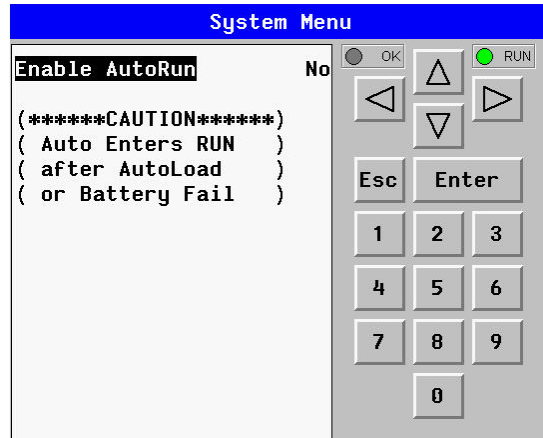 System Menu
Enable AutoRun No
(******CAUTION******)
( Auto Enters RUN )
( after AutoLoad )
( or Battery Fail )
OK RUN
Esc Enter
1 2 3
4 5 6
7 8 9
0